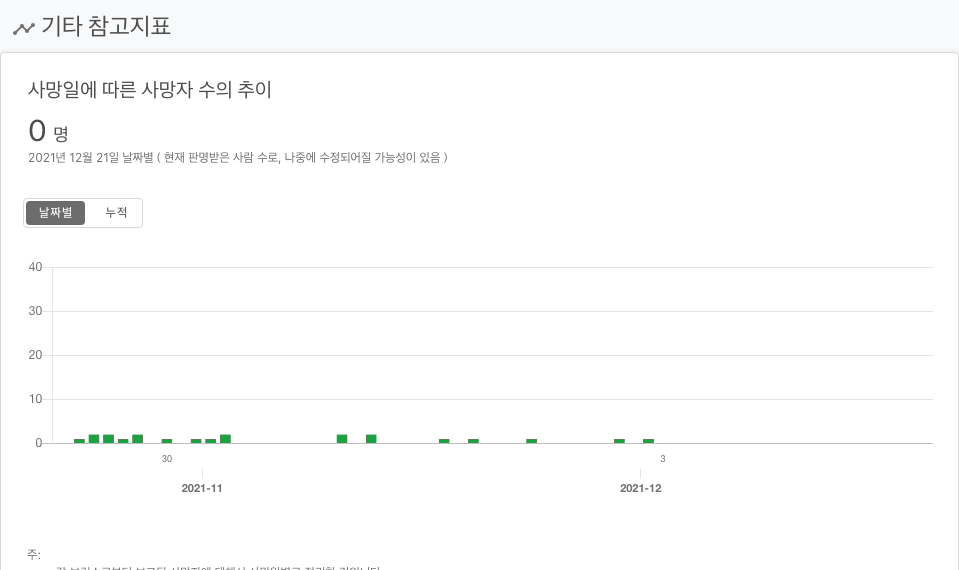 기타 참고지표
사망일에 따른 사망자 수의 추이
0 명
2021년 12월 21일 날짜별 ( 현재 판명받은 사람 수로, 나중에 수정되어질 가능성이 있음 )
날짜별 누적
40
30
20
10
0
30 3
2021-11 2021-12
주: